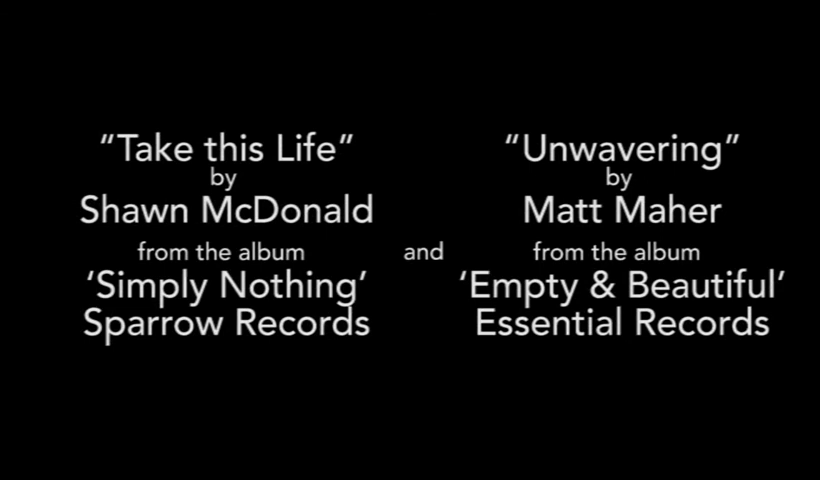 “Take this Life”
by
Shawn McDonald
from the album
‘Simply Nothing’
Sparrow Records
and
“Unwavering”
by
Matt Maher
from the album
‘Empty & Beautiful’
Essential Records